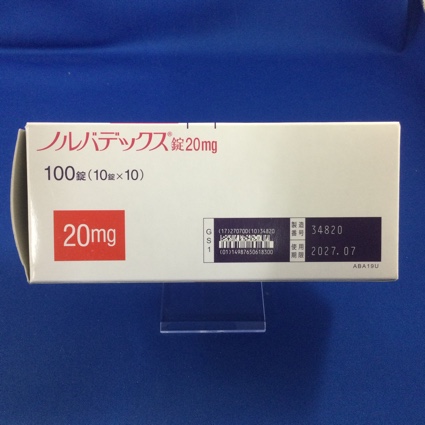 ノルバデックス®錠20mg
100錠(10錠×10)
20mg
GS1
(17)270700(10)34820
(01)14987650618300
製造番号 34820
使用期限 2027.07
ABA19U